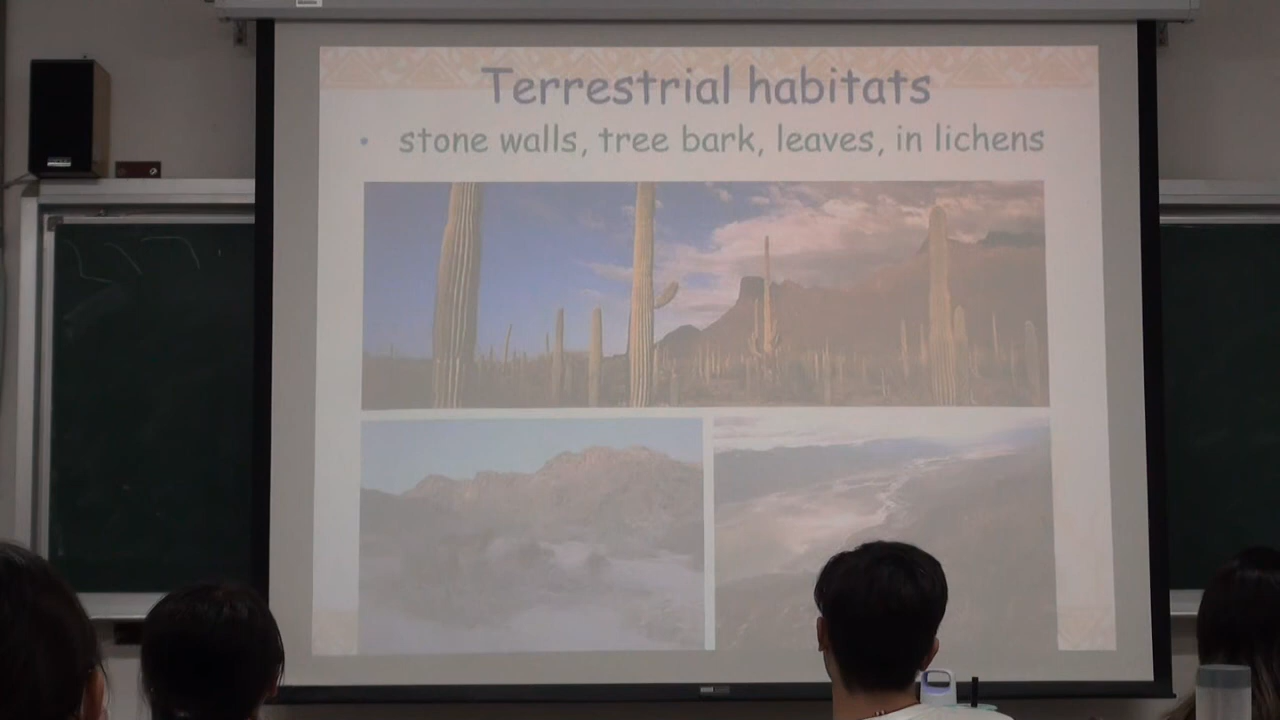 Terrestrial habitats
• stone walls, tree bark, leaves, in lichens